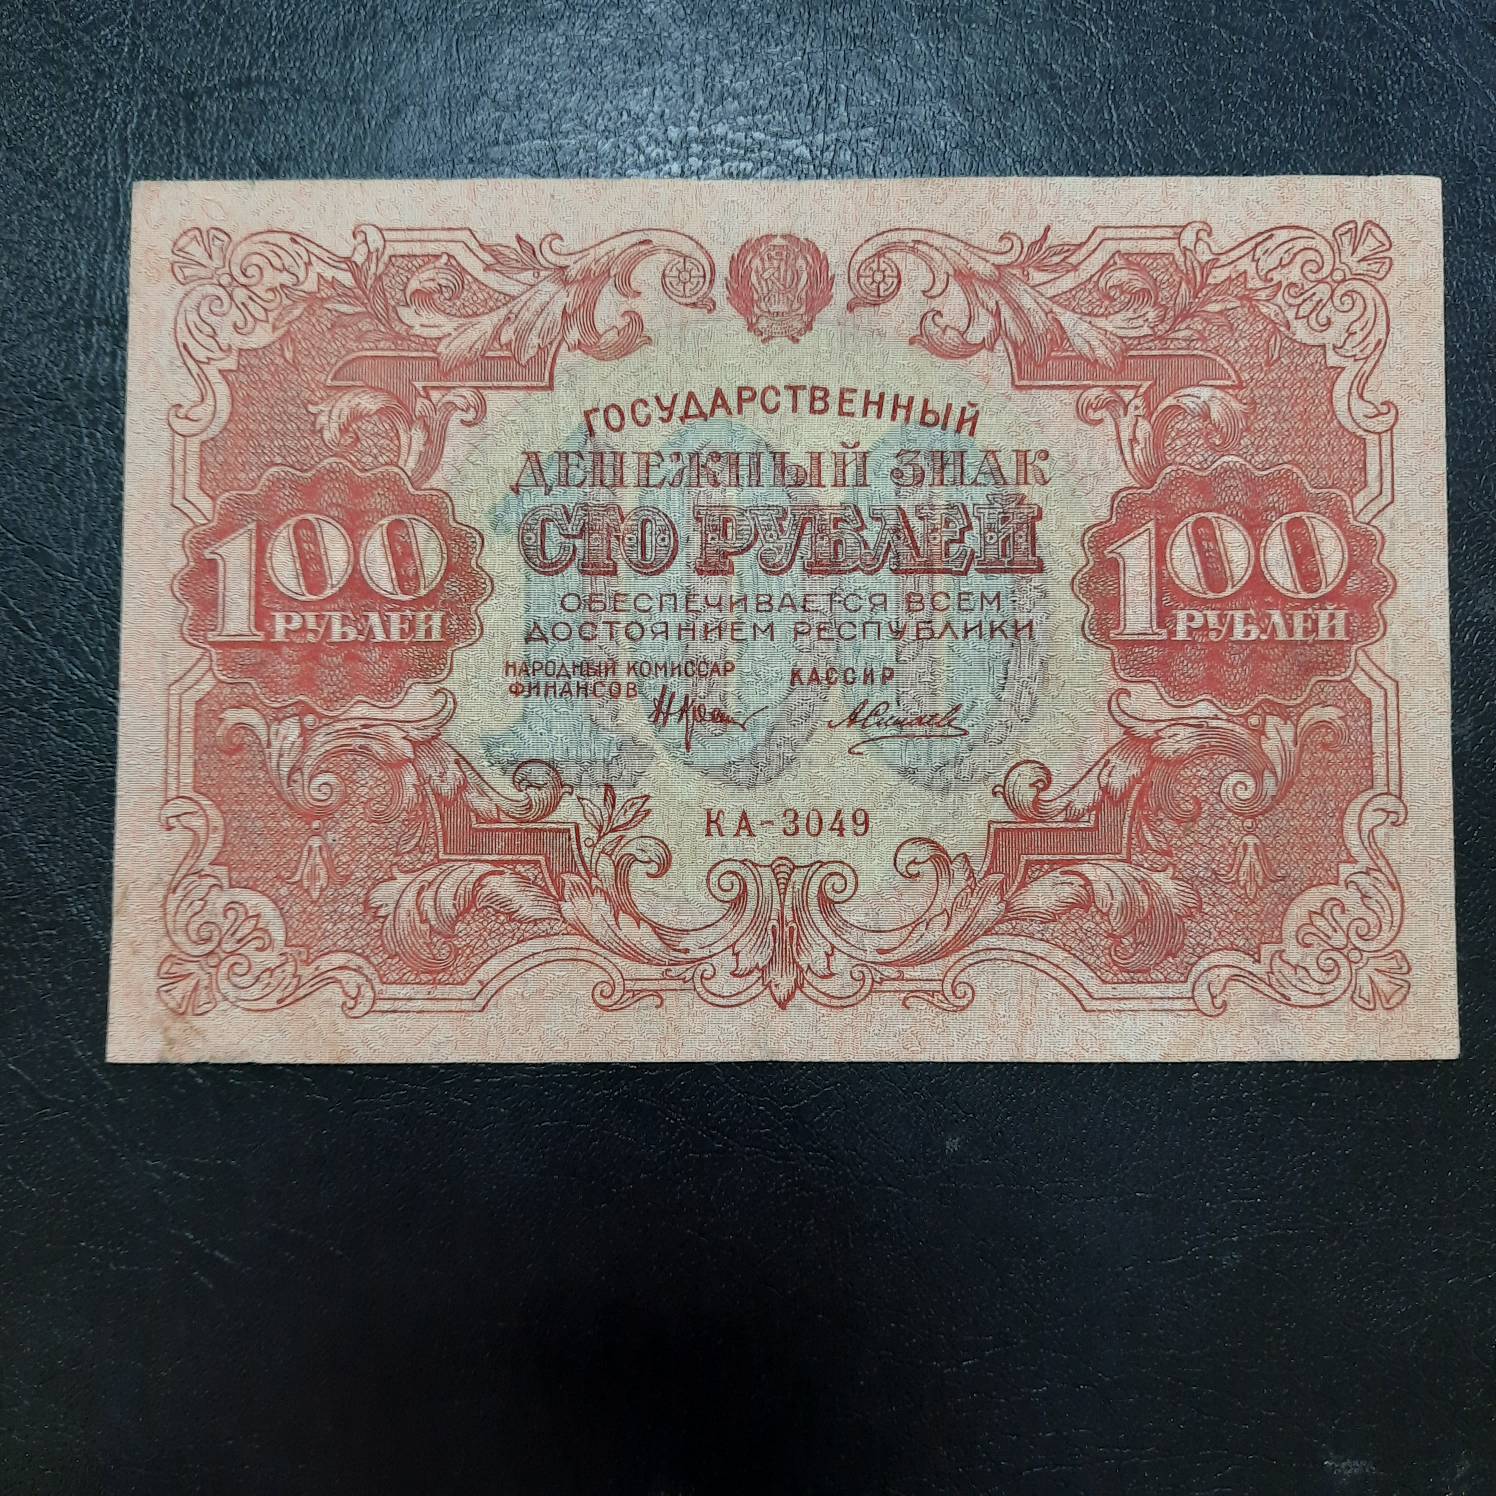 ГОСУДАРСТВЕННЫЙ
ДЕНЕЖНЫЙ ЗНАК
СТО РУБЛЕЙ
100 РУБЛЕЙ
100
100 РУБЛЕЙ
ОБЕСПЕЧИВАЕТСЯ ВСЕМ
ДОСТОЯНИЕМ РЕСПУБЛИКИ
НАРОДНЫЙ КОМИССАР
ФИНАНСОВ
КАССИР
КА-3049